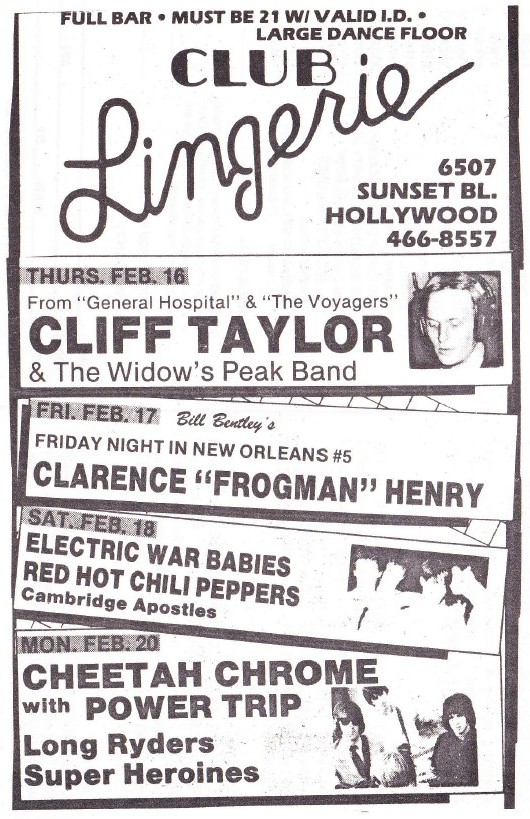 FULL BAR • MUST BE 21 W/ VALID I.D. •
LARGE DANCE FLOOR
CLUB
Lingerie
6507
SUNSET BL.
HOLLYWOOD
466-8557
THURS. FEB. 16
From "General Hospital" & "The Voyagers"
CLIFF TAYLOR
& The Widow's Peak Band
FRI. FEB. 17 Bill Bentley's
FRIDAY NIGHT IN NEW ORLEANS #5
CLARENCE "FROGMAN" HENRY
SAT. FEB. 18
ELECTRIC WAR BABIES
RED HOT CHILI PEPPERS
Cambridge Apostles
MON. FEB. 20
CHEETAH CHROME
with POWER TRIP
Long Ryders
Super Heroines